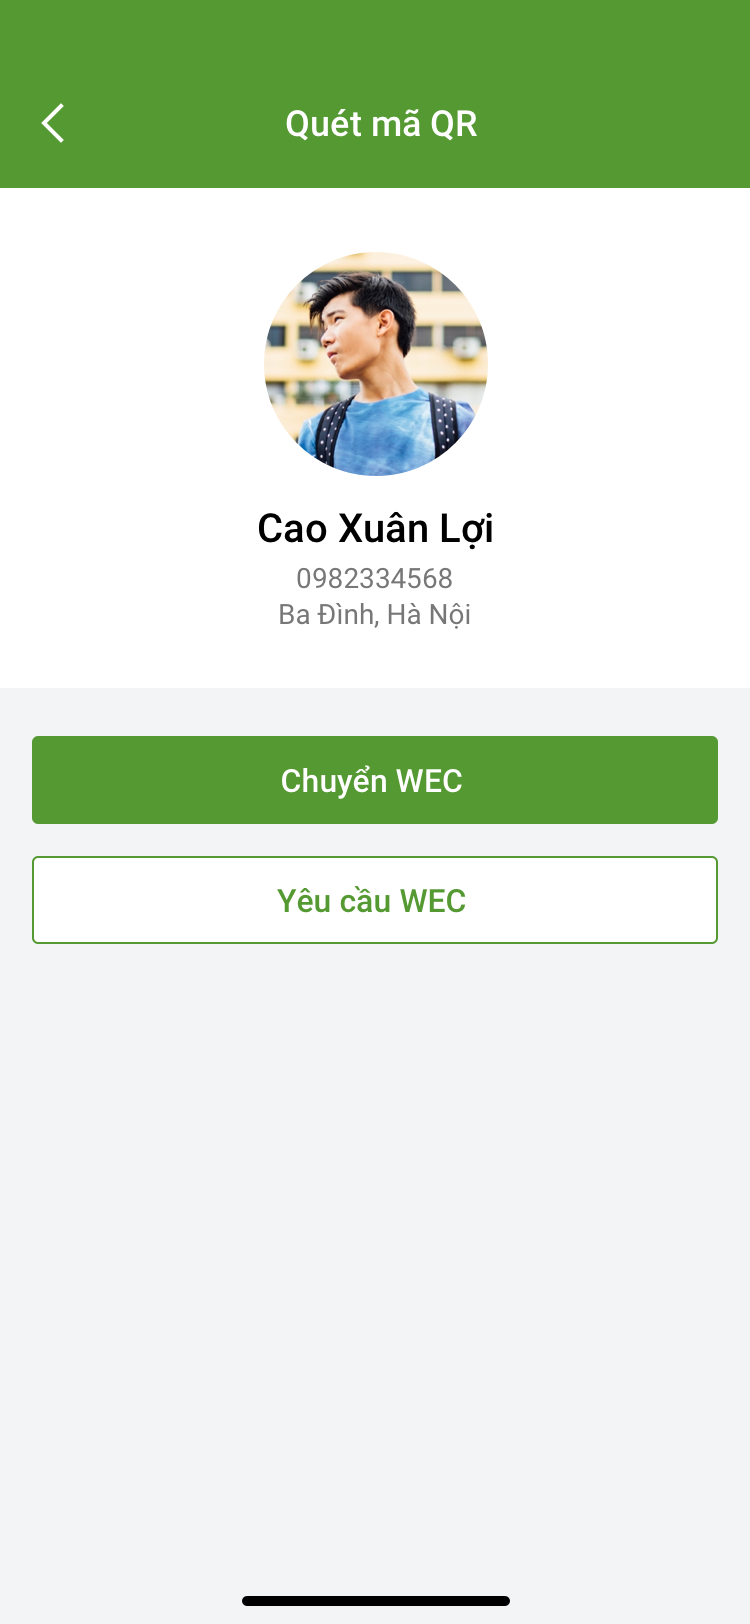 Quét mã QR
Cao Xuân Lợi
0982334568
Ba Đình, Hà Nội
Chuyển WEC
Yêu cầu WEC